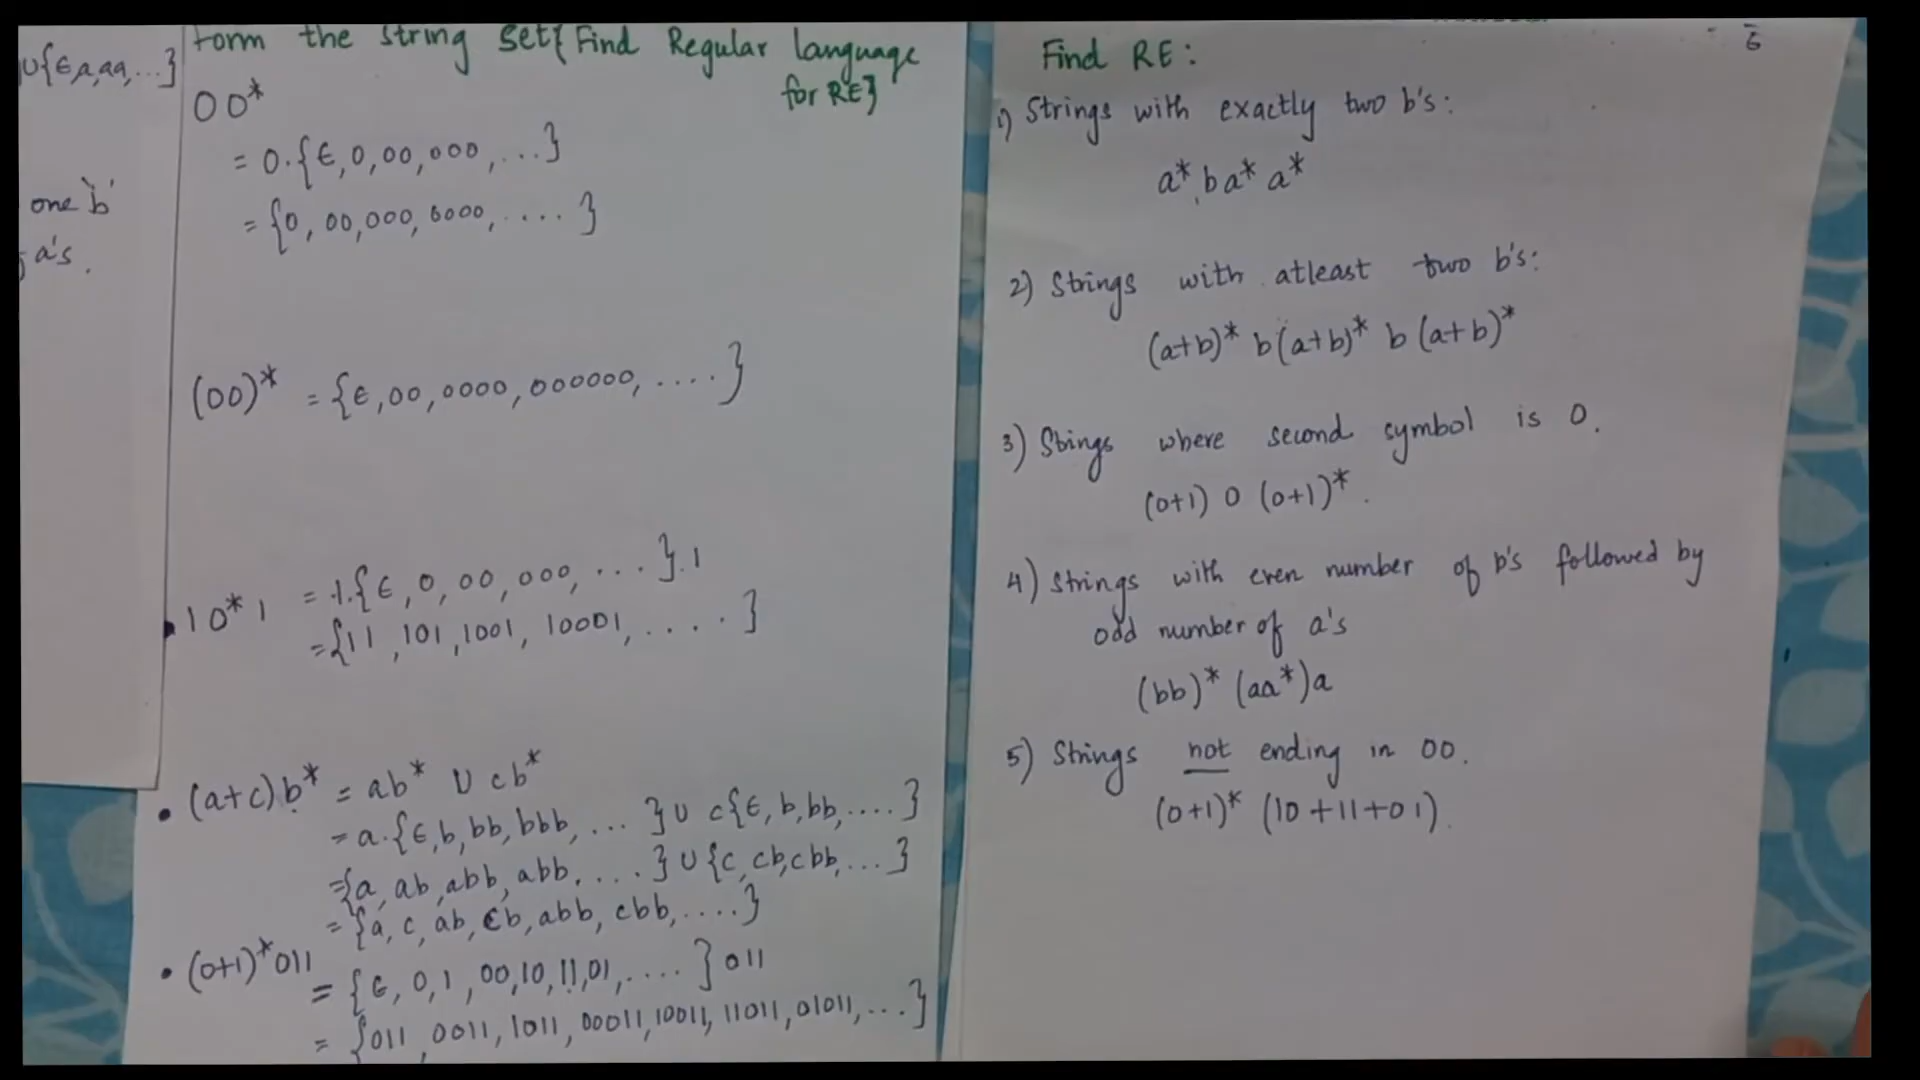 U{ϵ,a,aa,...}
one 'b'
a's.
Form the string set{Find Regular language
for RE}
00*
= 0.{ϵ,0,00,000,...}
= {0,00,000,0000,....}
(00)* = {ϵ,00,0000,000000,....}
10*1 = 1.{ϵ,0,00,000,...}.1
= {11,101,1001,10001,....}
• (a+c)b* = ab* U cb*
= a.{ϵ,b,bb,bbb,...}U c{ϵ,b,bb,....}
={a,ab,abb,abb,....}U{c,cb,cbb,...}
= {a,c,ab,cb,abb,cbb,....}
• (0+1)*011
= {ϵ,0,1,00,10,11,01,....}011
= {011,0011,1011,00011,10011,11011,01011,...}
Find RE:
1) Strings with exactly two b's:
a* ba* a*
2) Strings with atleast two b's:
(a+b)* b(a+b)* b (a+b)*
3) Strings where second symbol is 0.
(0+1) 0 (0+1)*.
4) Strings with even number of b's followed by
odd number of a's
(bb)* (aa*)a
5) Strings not ending in 00.
(0+1)* (10+11+01).